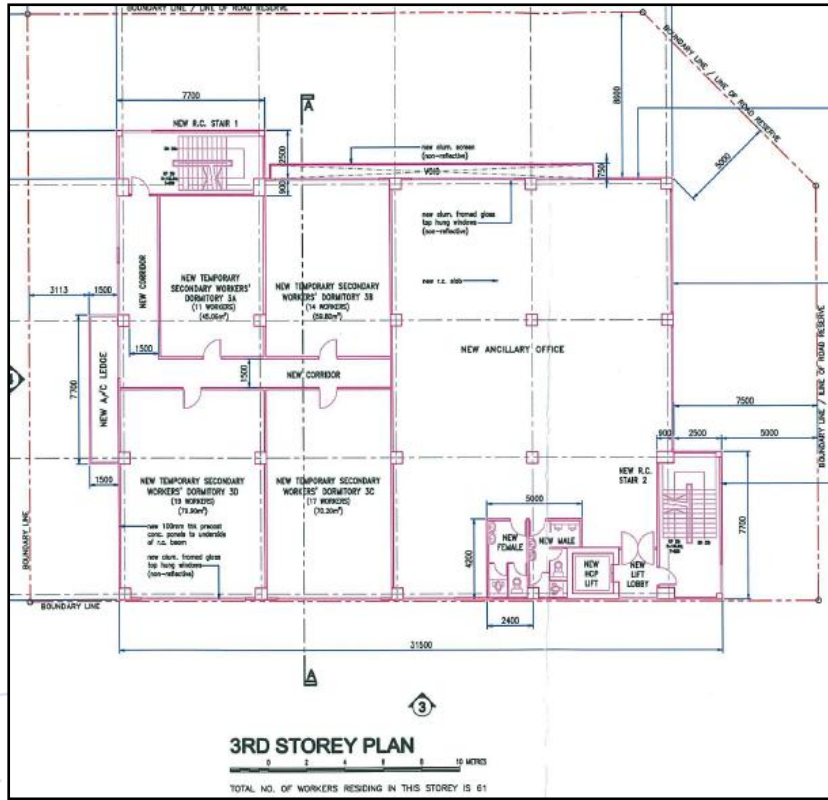 BOUNDARY LINE / LINE OF ROAD RESERVE
BOUNDARY LINE / LINE OF ROAD RESERVE
7700
A
8000
NEW R.C. STAIR 1
new alum. screen
(non-reflective)
2500
VOID
750
5000
900
new alum. framed glass
top hung windows
(non-reflective)
NEW CORRIDOR
NEW TEMPORARY
SECONDARY WORKERS'
DORMITORY 3A
(11 WORKERS)
NEW TEMPORARY SECONDARY
WORKERS' DORMITORY 3B
(14 WORKERS)
(59.80m²)
new r.c. slab
3113
1500
1500
NEW ANCILLARY OFFICE
1500
NEW CORRIDOR
7700
NEW A/C LEDGE
BOUNDARY LINE / LINE OF ROAD RESERVE
7500
900
2500
5000
1500
NEW TEMPORARY SECONDARY
WORKERS' DORMITORY 3D
(19 WORKERS)
NEW TEMPORARY SECONDARY
WORKERS' DORMITORY 3C
(17 WORKERS)
(70.20m²)
NEW R.C.
STAIR 2
5000
new 100mm thk precast
conc. panels to underside
of r.c. beam
new alum. framed glass
top hung windows
(non-reflective)
NEW
FEMALE
NEW MALE
4200
7700
NEW
LIFT
NEW
LIFT
LOBBY
BOUNDARY LINE
BOUNDARY LINE
2400
31500
A
3
3RD STOREY PLAN
0 2 4 6 8 10 METRES
TOTAL NO. OF WORKERS RESIDING IN THIS STOREY IS 61